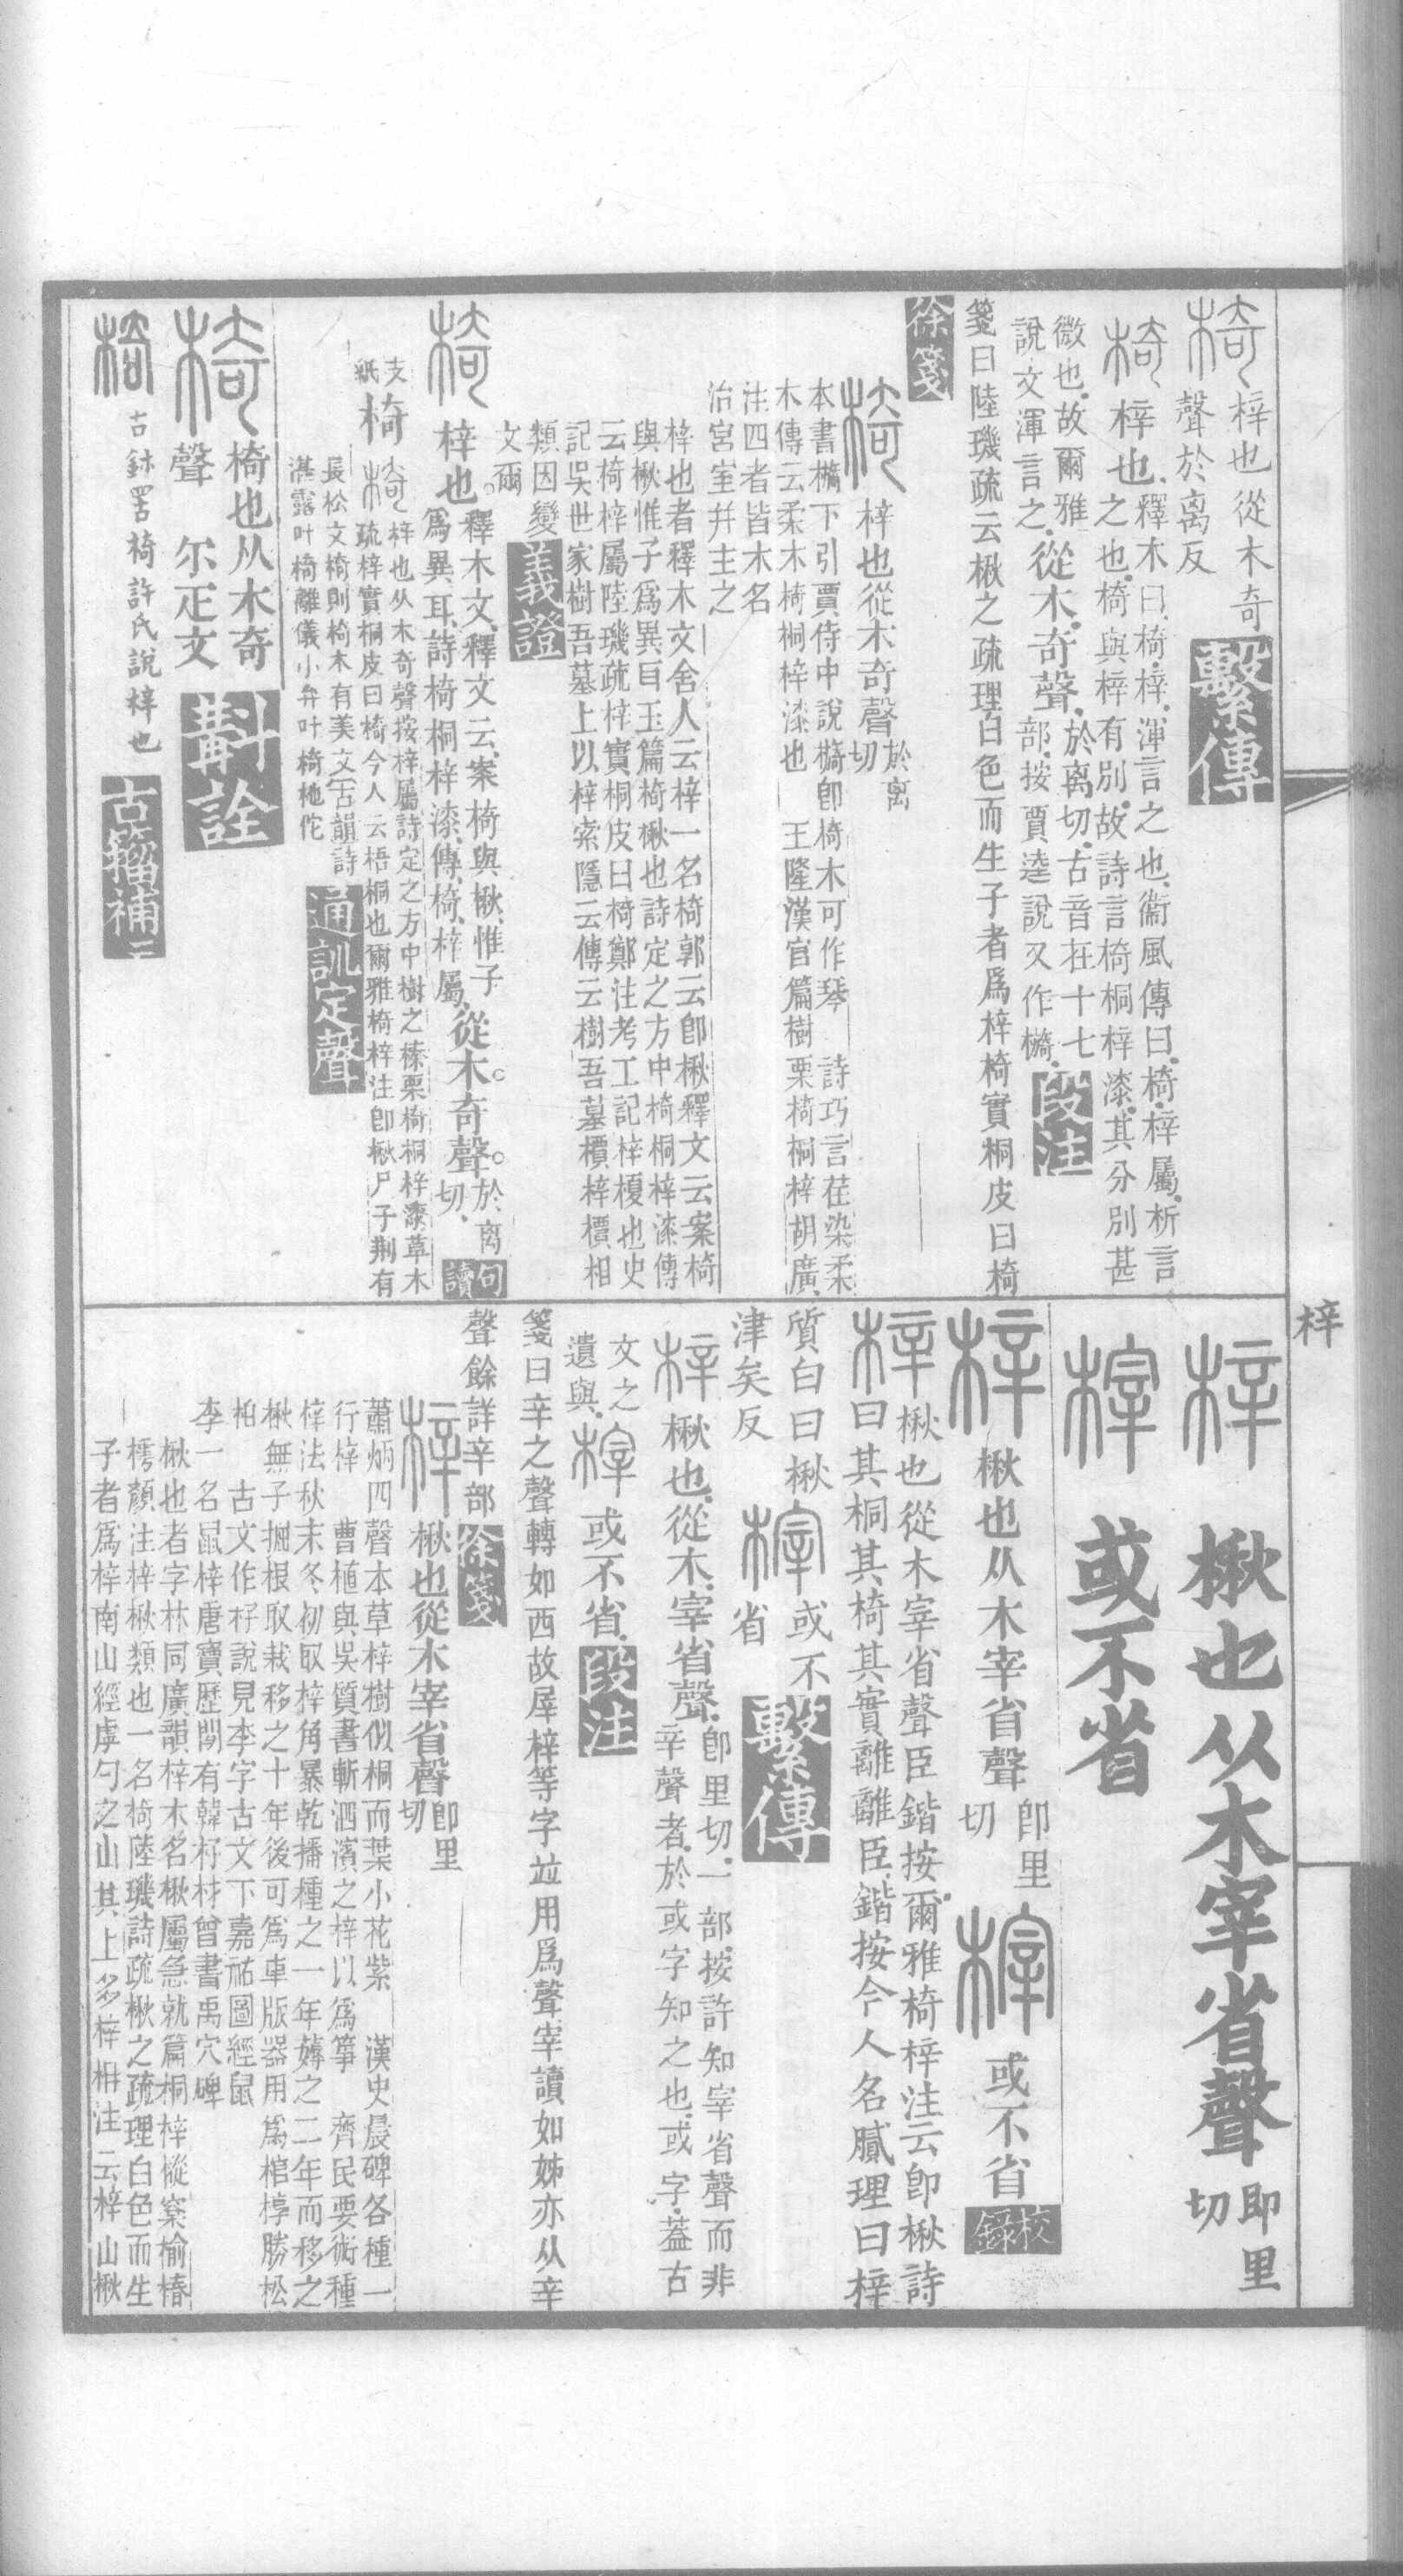 椅梓也從木奇
聲於离反繫傳
椅梓也釋木曰椅梓渾言之也衞風傳曰椅梓屬析言
之也椅與梓有別故詩言椅桐梓漆其分別甚
微也故爾雅
說文渾言之從木奇聲於离切古音在十七
部按賈逵說又作檹段注
箋曰陸璣疏云楸之疏理白色而生子者爲梓椅實桐皮曰椅
徐箋
椅梓也從木奇聲於离
切
本書檹下引賈侍中說檹卽椅木可作琴 詩巧言荏染柔
木傳云柔木椅桐梓漆也 王隆漢官篇樹栗椅桐梓胡廣
注四者皆木名
治宮室幷主之
梓也者釋木文舍人云梓一名椅郭云卽楸釋文云案椅
與楸惟子爲異㫖玉篇椅楸也詩定之方中椅桐梓漆傳
云椅梓屬陸璣疏梓實桐皮曰椅鄭注考工記梓榎也史
記吳世家樹吾墓上以梓索隱云傳云樹吾墓檟梓檟相
類因變
文爾義證
椅梓也釋木文釋文云案椅與楸惟子
爲異耳詩椅桐梓漆傳椅梓屬從木奇聲於离
切句讀
支
紙椅椅梓也从木奇聲按梓屬詩定之方中樹之榛栗椅桐梓漆草木
疏梓實桐皮曰椅今人云梧桐也爾雅椅梓注卽楸尸子荆有
長松文椅則椅木有美文古韻詩
湛露叶椅離儀小弁叶椅杝佗通訓定聲
椅椅也从木奇
聲 尒疋文斠詮
椅古鉢 椅許氏說梓也古籀補三
梓
梓楸也从木宰省聲卽里
切
梓或不省
梓楸也从木宰省聲卽里
切梓或不省校錄
梓楸也從木宰省聲臣鍇按爾雅椅梓注云卽楸詩
曰其桐其椅其實離離臣鍇按今人名膩理曰梓
質白曰楸梓或不
津矣反 省繫傳
梓楸也從木宰省聲卽里切一部按許知宰省聲而非
辛聲者於或字知之也或字葢古
文之
遺與梓或不省段注
箋曰辛之聲轉如西故屖梓等字竝用爲聲宰讀如姊亦从辛
聲餘詳辛部徐箋
梓楸也從木宰省聲卽里
切
蕭炳四聲本草梓樹似桐而葉小花紫 漢史晨碑各種一
行梓 曹植與吳質書斬泗濱之梓以爲箏 齊民要術種
梓法秋末冬初取梓角暴乾播種之一年耩之二年而移之
楸無子掘根取栽移之十年後可爲車版器用爲棺椁勝松
柏 古文作杍說見李字古文下嘉祐圖經鼠
李一名鼠梓唐寶歷閒有韓杍材曾書禹穴碑
楸也者字林同廣韻梓木名楸屬急就篇桐梓樅㮤榆椿
樗顏注梓楸類也一名椅陸璣詩疏楸之疏理白色而生
子者爲梓南山經虖勺之山其上多梓枏注云梓山楸